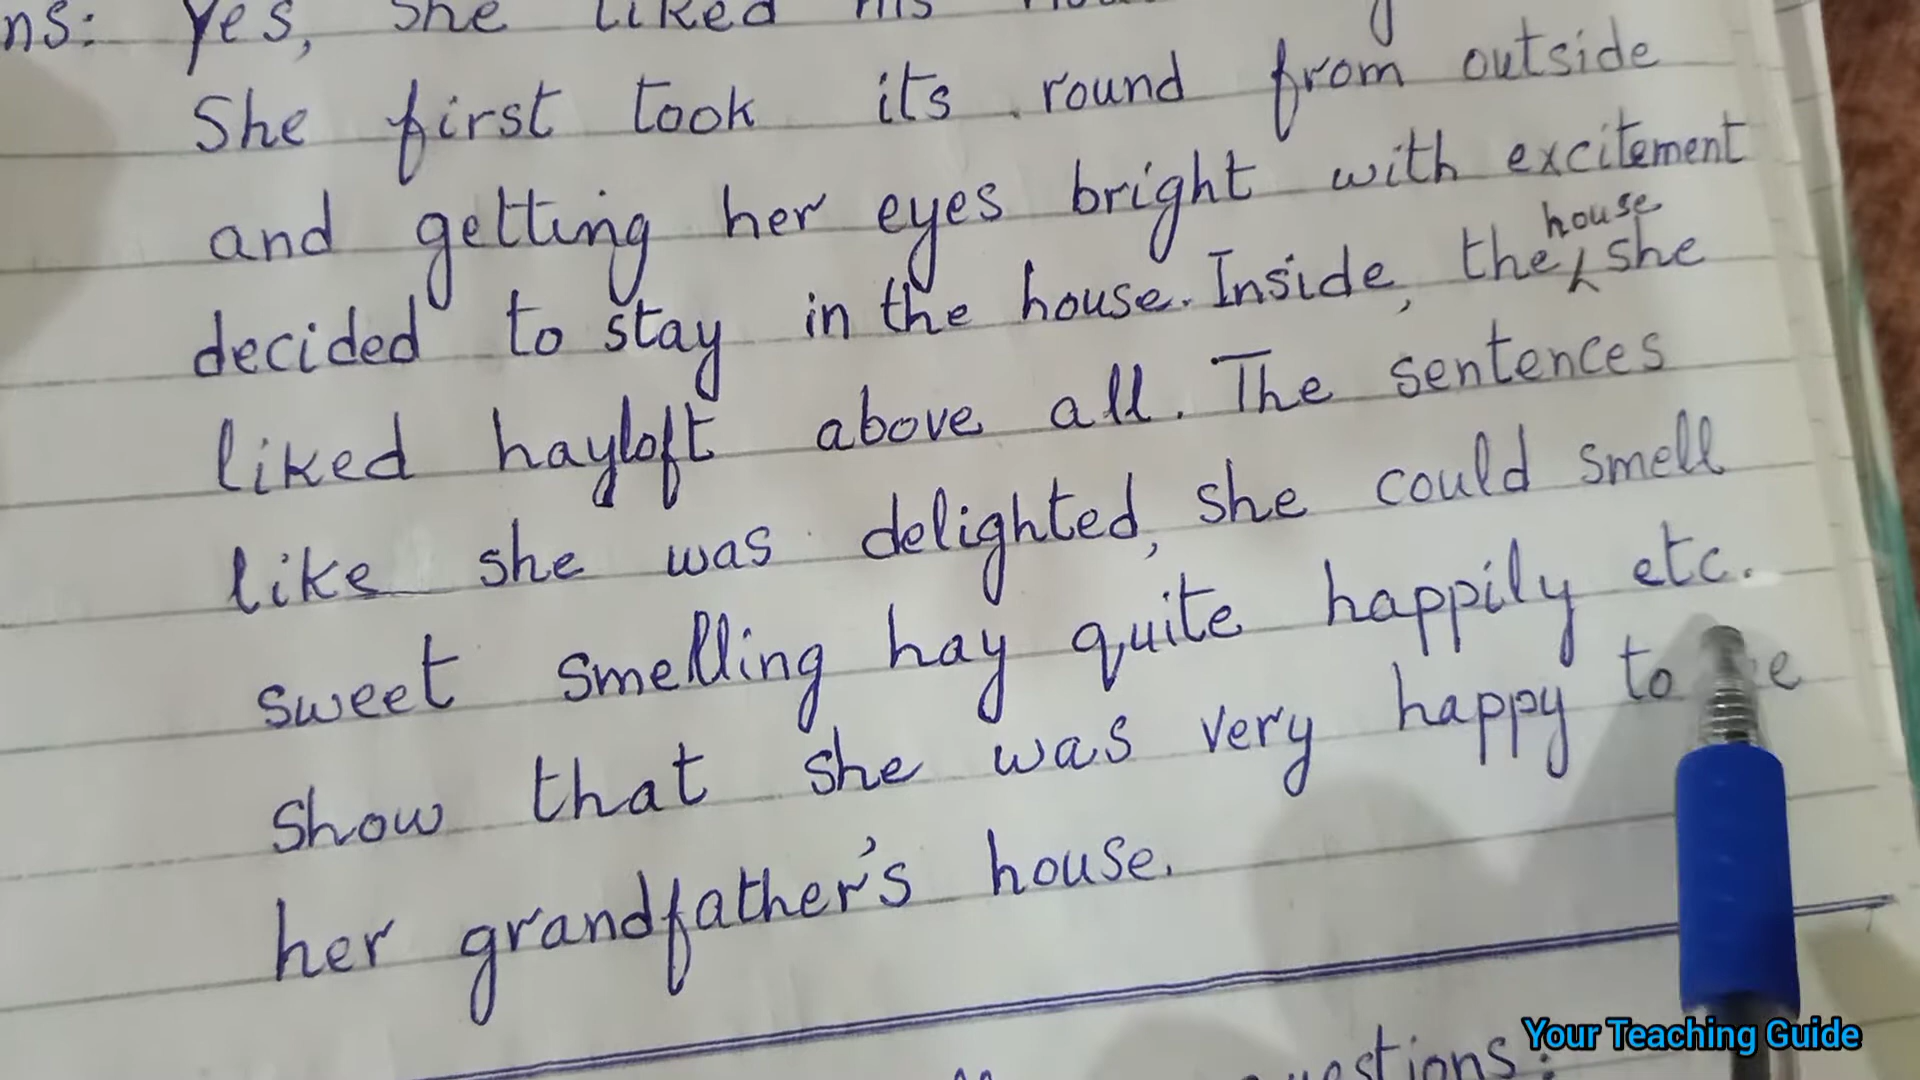 ns: Yes, she liked his
She first took its round from outside
and getting her eyes bright with excitement
decided to stay in the house. Inside, the house she
liked hayloft above all. The sentences
like she was delighted, she could smell
sweet smelling hay quite happily etc.
show that she was very happy to
her grandfather's house.
Your Teaching Guide